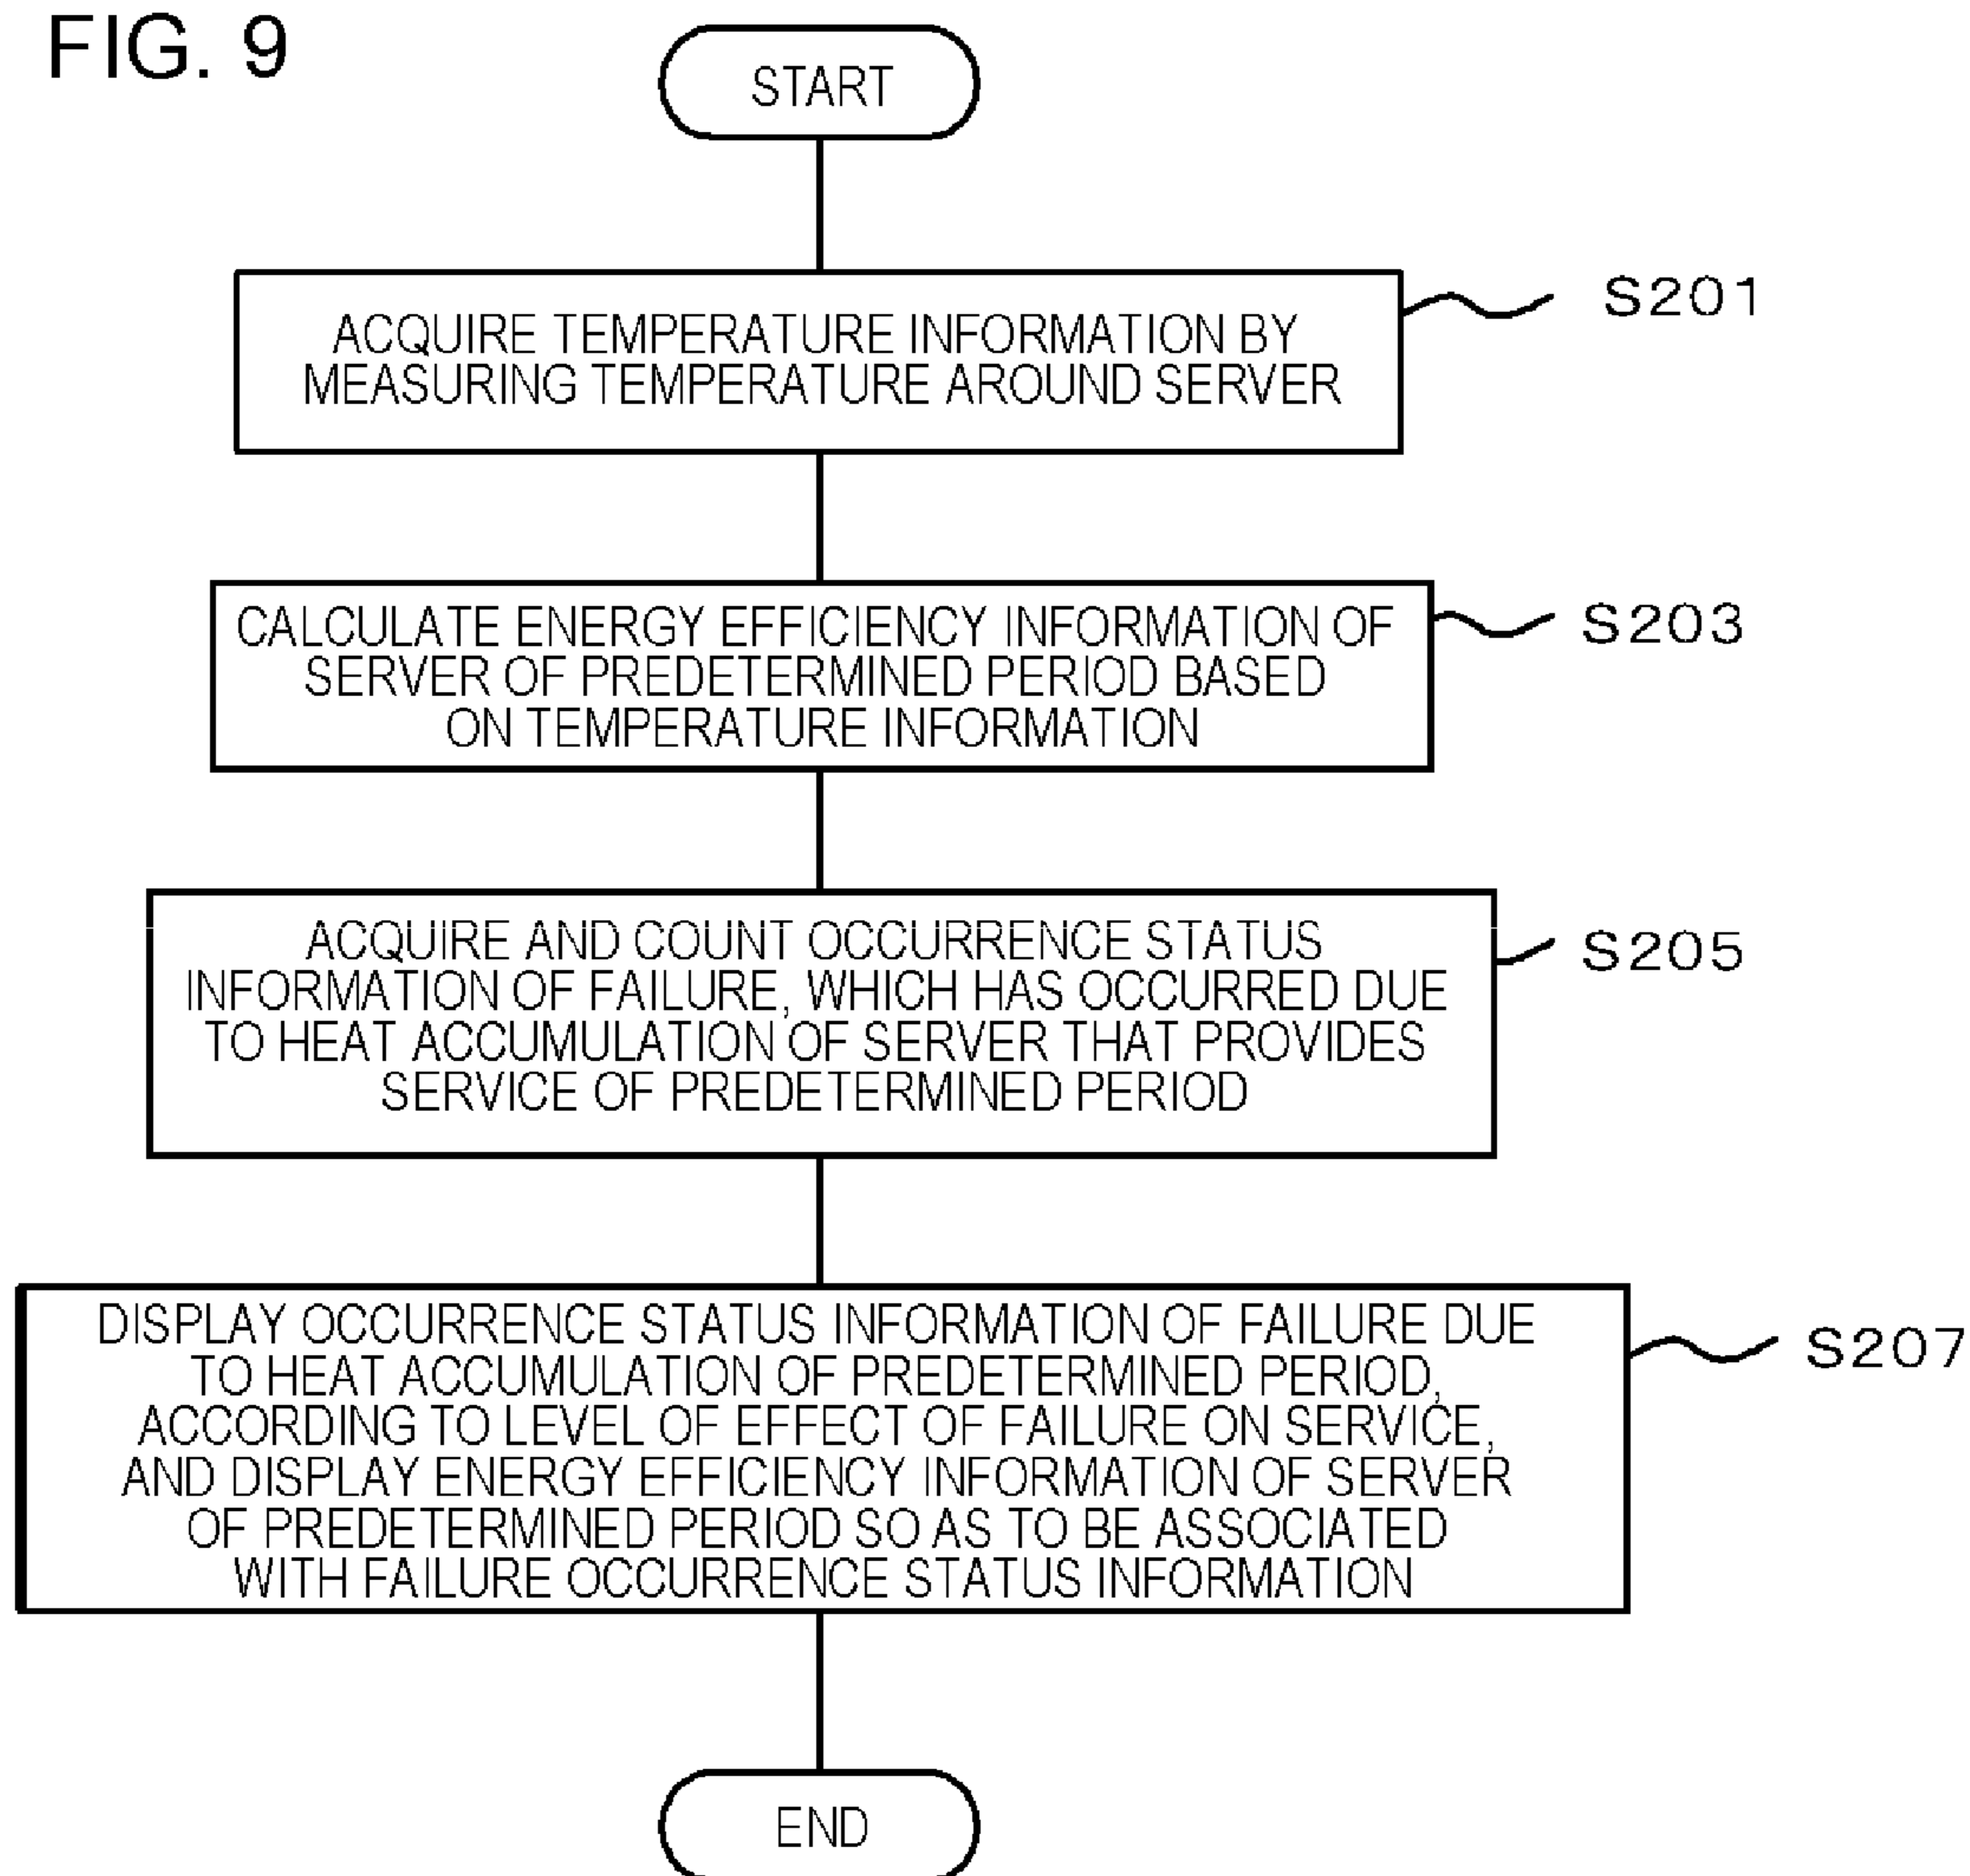 FIG. 9
START
ACQUIRE TEMPERATURE INFORMATION BY
MEASURING TEMPERATURE AROUND SERVER
S201
CALCULATE ENERGY EFFICIENCY INFORMATION OF
SERVER OF PREDETERMINED PERIOD BASED
ON TEMPERATURE INFORMATION
S203
ACQUIRE AND COUNT OCCURRENCE STATUS
INFORMATION OF FAILURE, WHICH HAS OCCURRED DUE
TO HEAT ACCUMULATION OF SERVER THAT PROVIDES
SERVICE OF PREDETERMINED PERIOD
S205
DISPLAY OCCURRENCE STATUS INFORMATION OF FAILURE DUE
TO HEAT ACCUMULATION OF PREDETERMINED PERIOD,
ACCORDING TO LEVEL OF EFFECT OF FAILURE ON SERVICE,
AND DISPLAY ENERGY EFFICIENCY INFORMATION OF SERVER
OF PREDETERMINED PERIOD SO AS TO BE ASSOCIATED
WITH FAILURE OCCURRENCE STATUS INFORMATION
S207
END